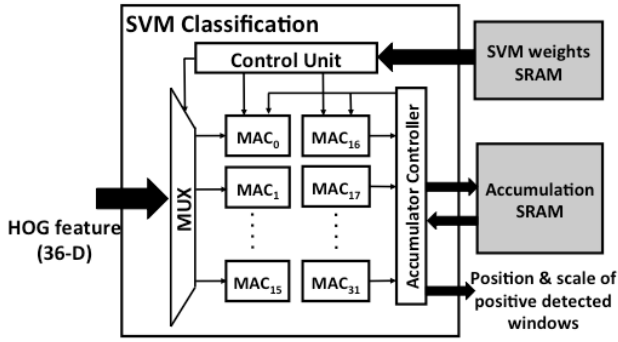 SVM Classification
Control Unit
SVM weights
SRAM
MAC₀
MAC₁₆
MAC₁
MAC₁₇
MAC₁₅
MAC₃₁
MUX
Accumulator Controller
HOG feature
(36-D)
Accumulation
SRAM
Position & scale of
positive detected
windows